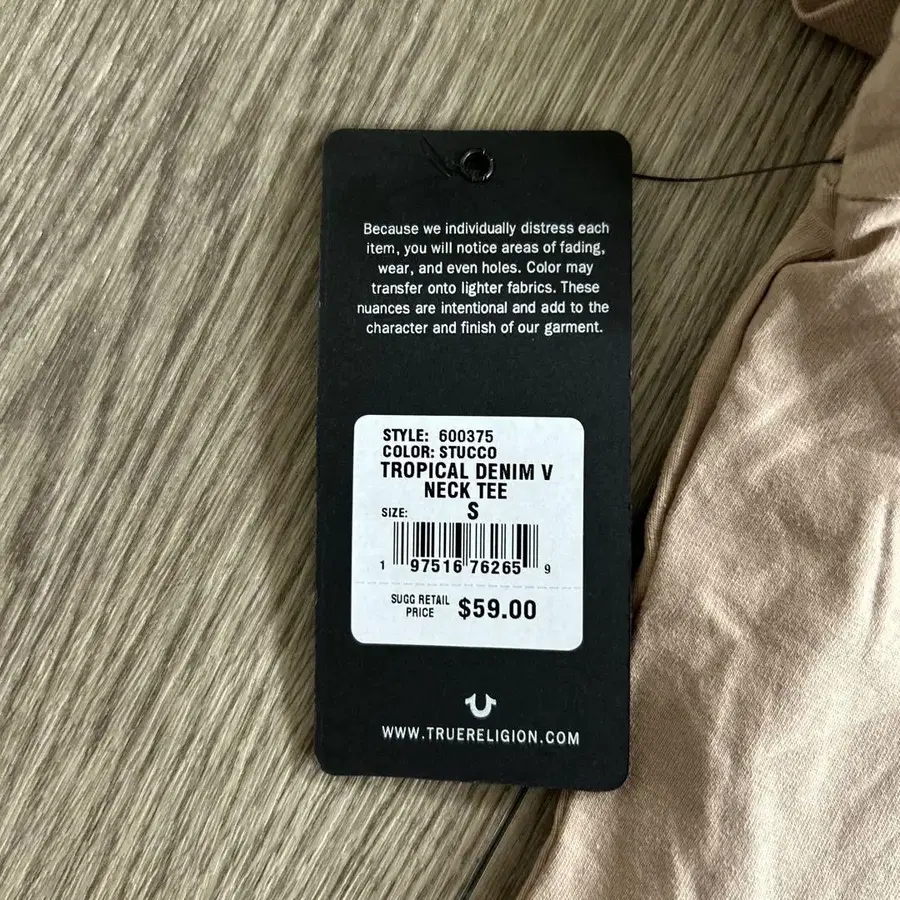 Because we individually distress each
item, you will notice areas of fading,
wear, and even holes. Color may
transfer onto lighter fabrics. These
nuances are intentional and add to the
character and finish of our garment.
STYLE: 600375
COLOR: STUCCO
TROPICAL DENIM V
NECK TEE
SIZE: S
1 97516 76265 9
SUGG RETAIL
PRICE $59.00
WWW.TRUERELIGION.COM